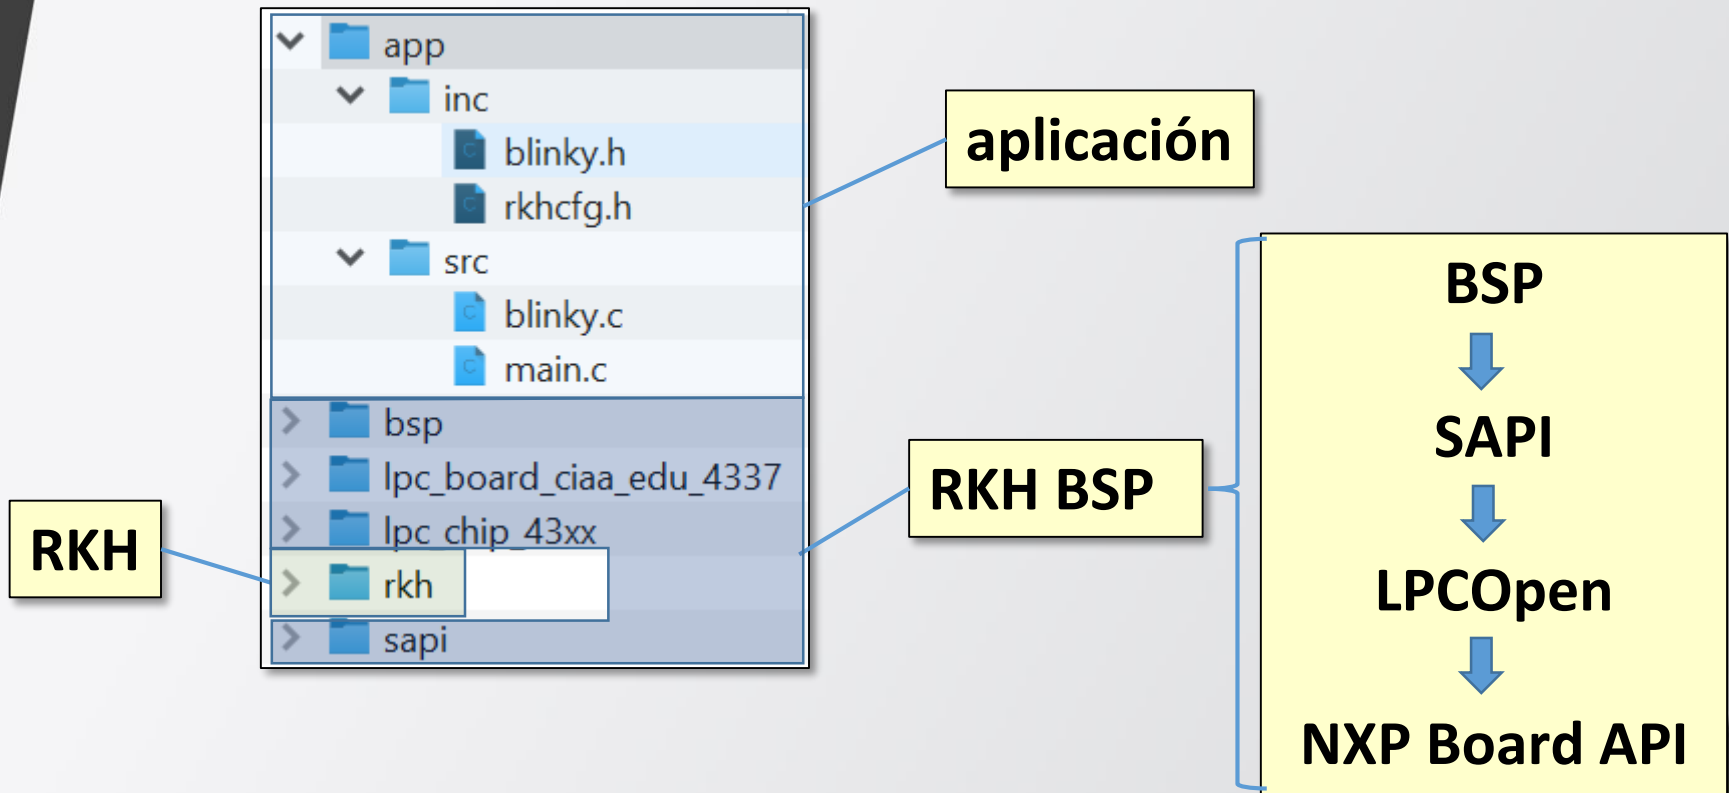 app
inc
blinky.h
rkhcfg.h
src
blinky.c
main.c
bsp
lpc_board_ciaa_edu_4337
lpc_chip_43xx
rkh
sapi
RKH
aplicación
RKH BSP
BSP
SAPI
LPCOpen
NXP Board API